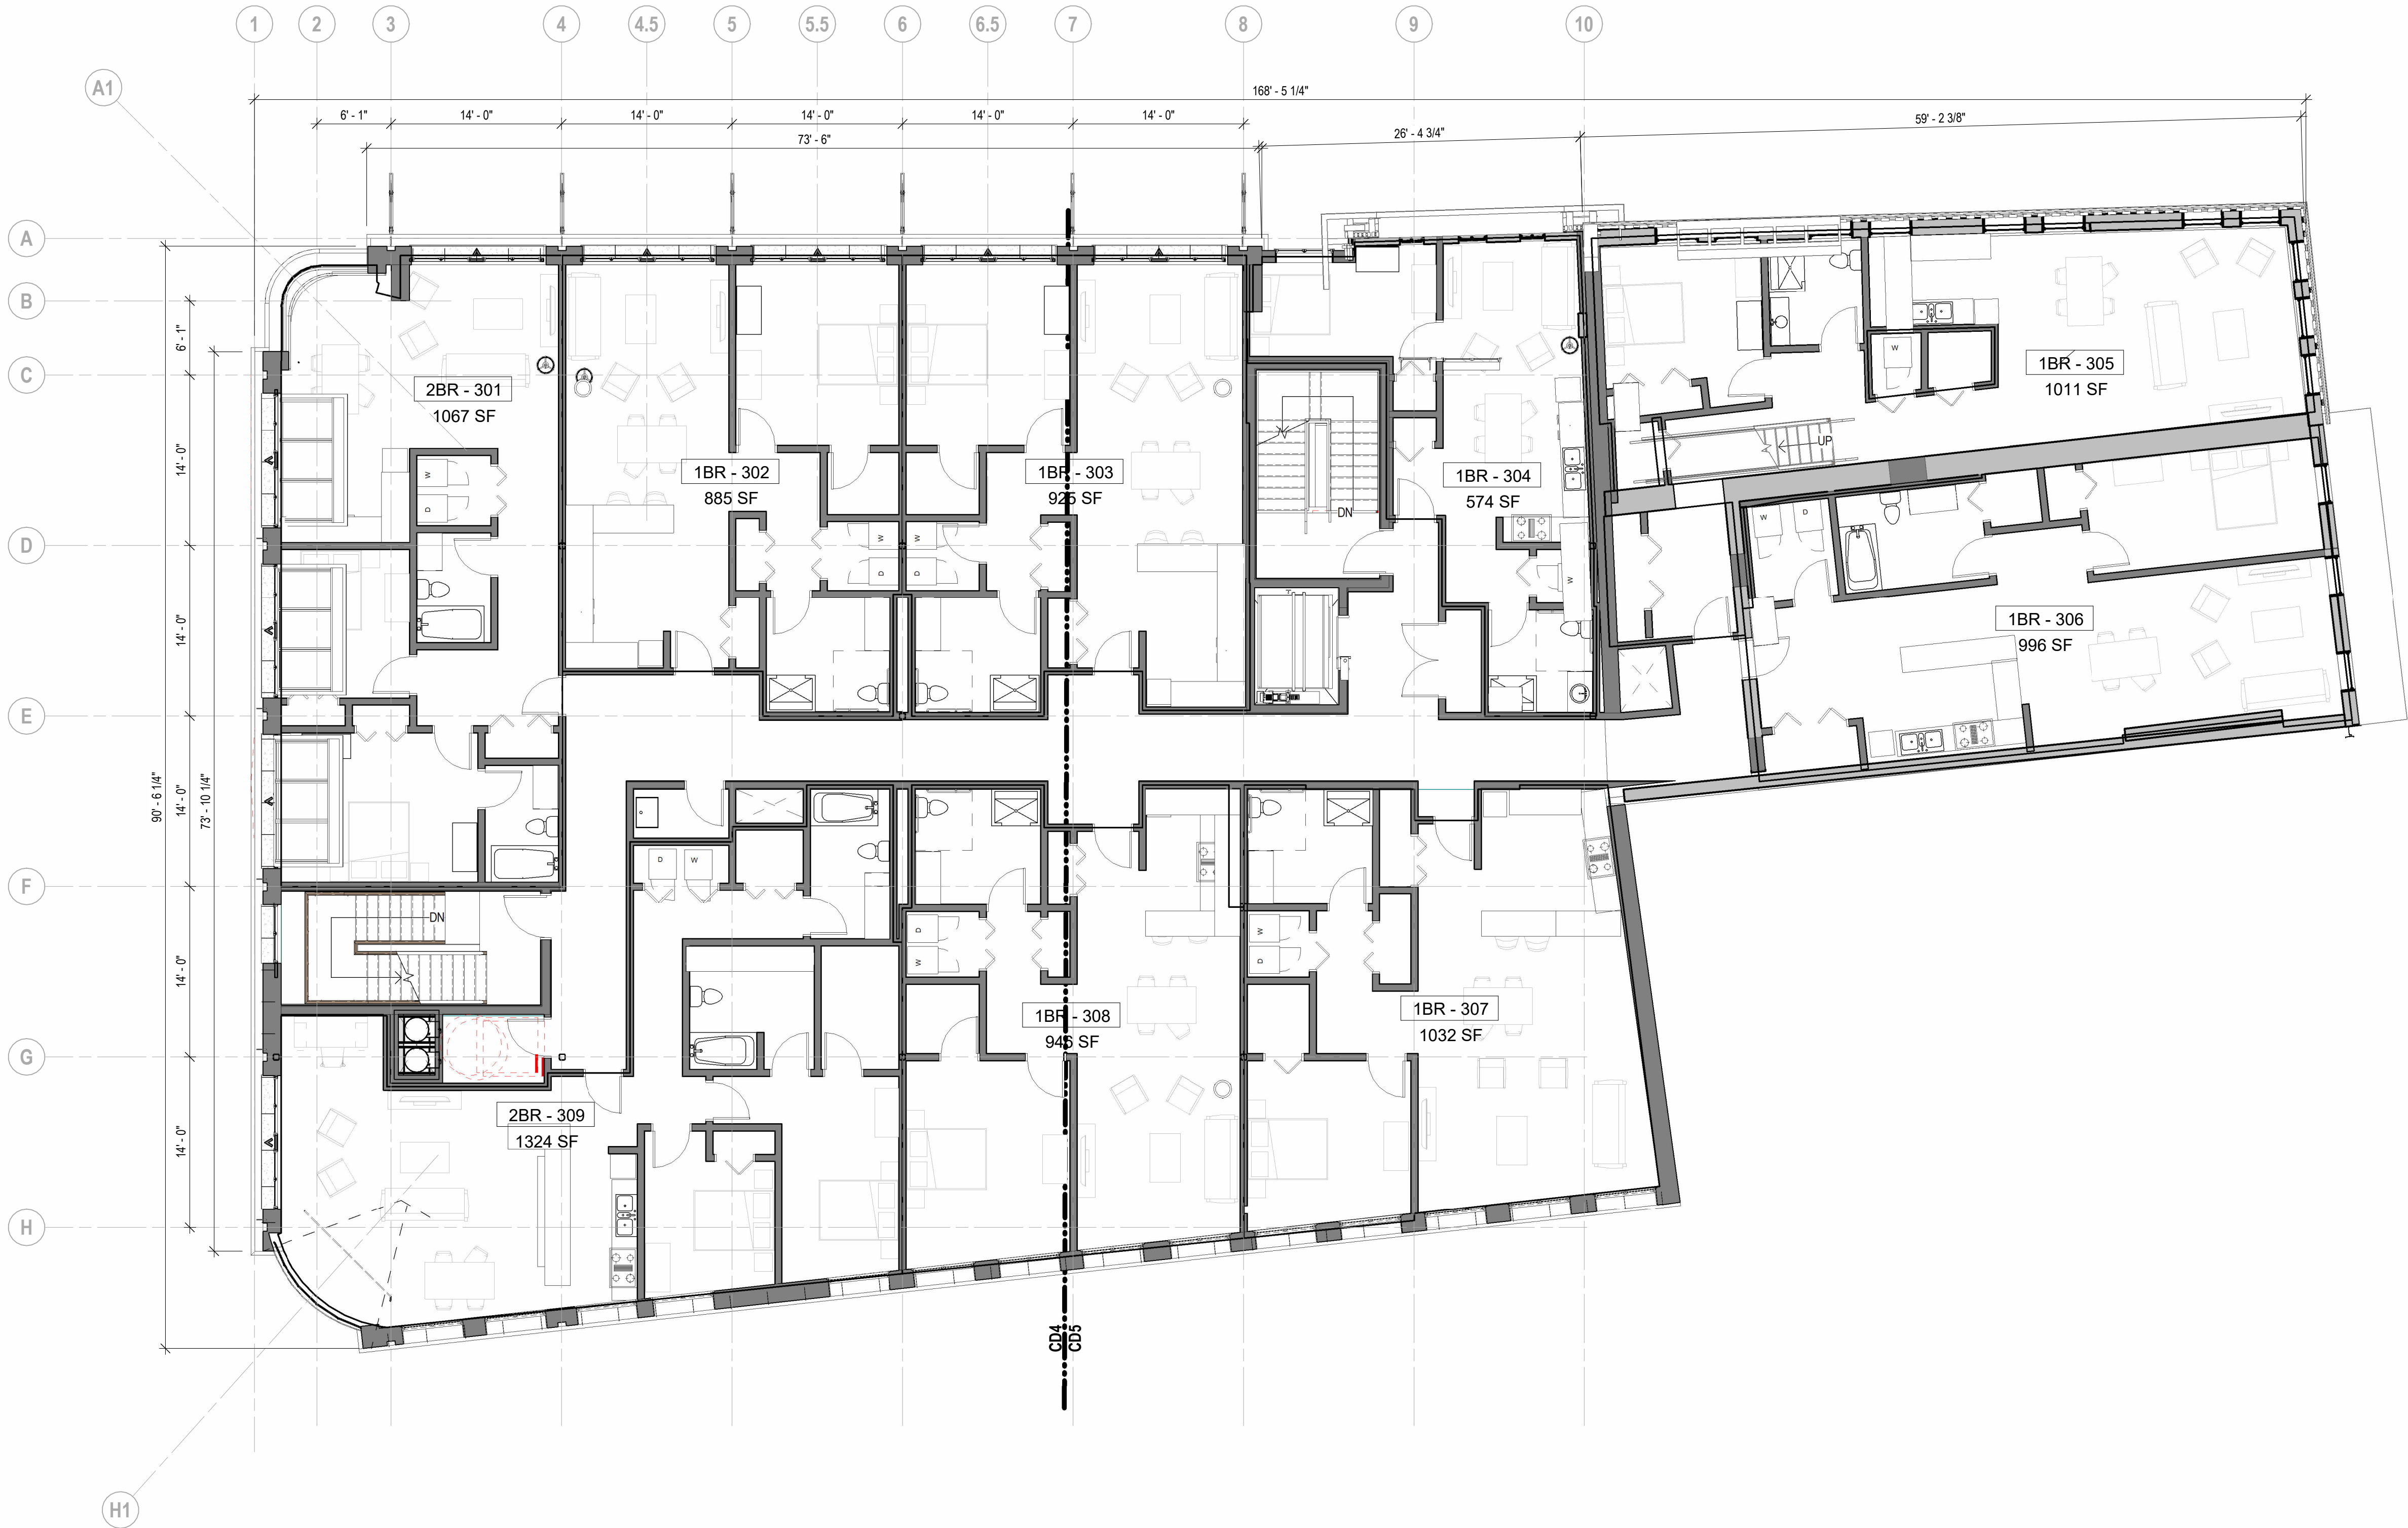 1
2
3
4
4.5
5
5.5
6
6.5
7
8
9
10
A1
168' - 5 1/4"
6' - 1"
14' - 0"
14' - 0"
14' - 0"
14' - 0"
14' - 0"
59' - 2 3/8"
26' - 4 3/4"
73' - 6"
A
B
6' - 1"
C
2BR - 301
1067 SF
W
D
1BR - 302
885 SF
W
D
1BR - 303
925 SF
W
D
1BR - 304
574 SF
W
DN
1BR - 305
1011 SF
W
UP
14' - 0"
D
W
D
1BR - 306
996 SF
14' - 0"
E
90' - 6 1/4"
14' - 0"
73' - 10 1/4"
F
DN
D
W
D
W
W
D
14' - 0"
1BR - 308
946 SF
1BR - 307
1032 SF
G
2BR - 309
1324 SF
14' - 0"
H
CD4
CD5
H1